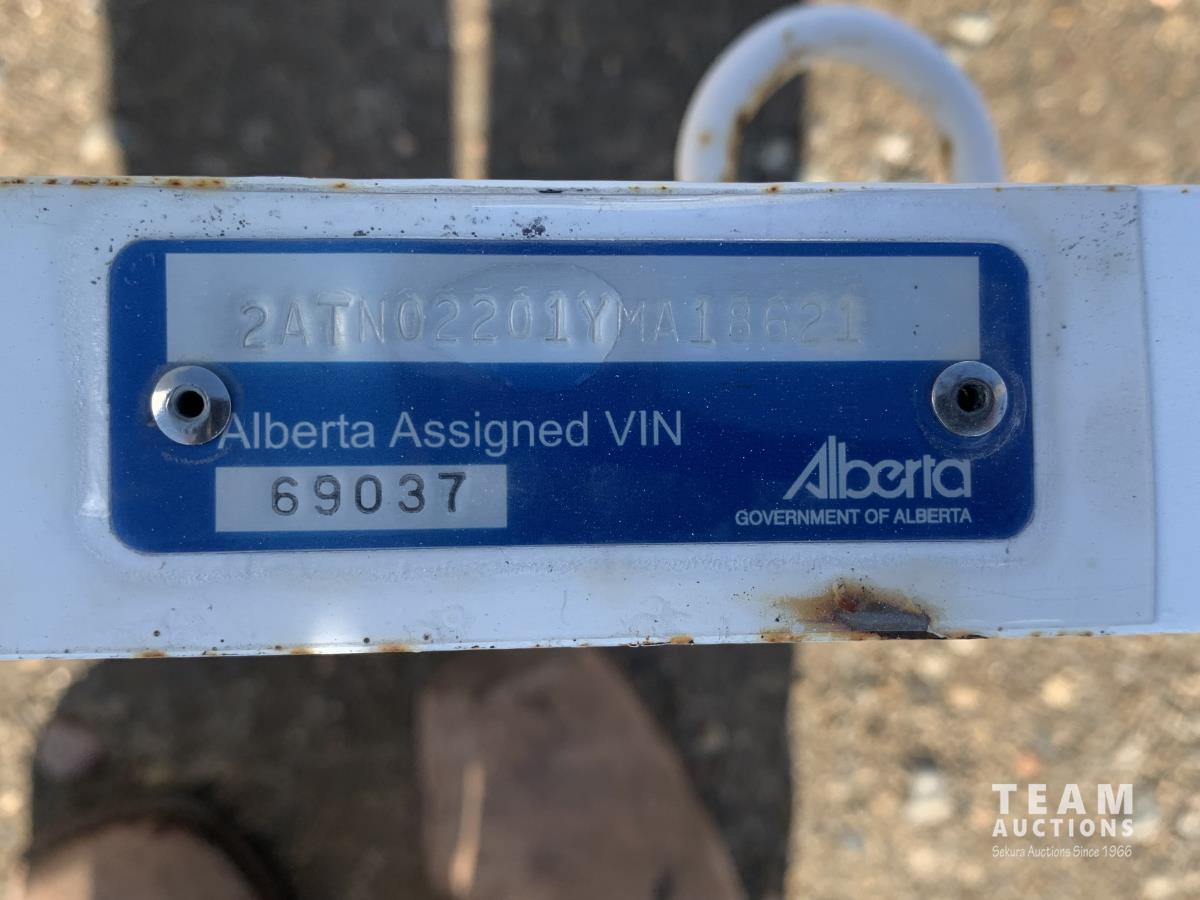 2ATN02201YMA18621
Alberta Assigned VIN
69037
Alberta
GOVERNMENT OF ALBERTA
TEAM
AUCTIONS
Sekura Auctions Since 1966